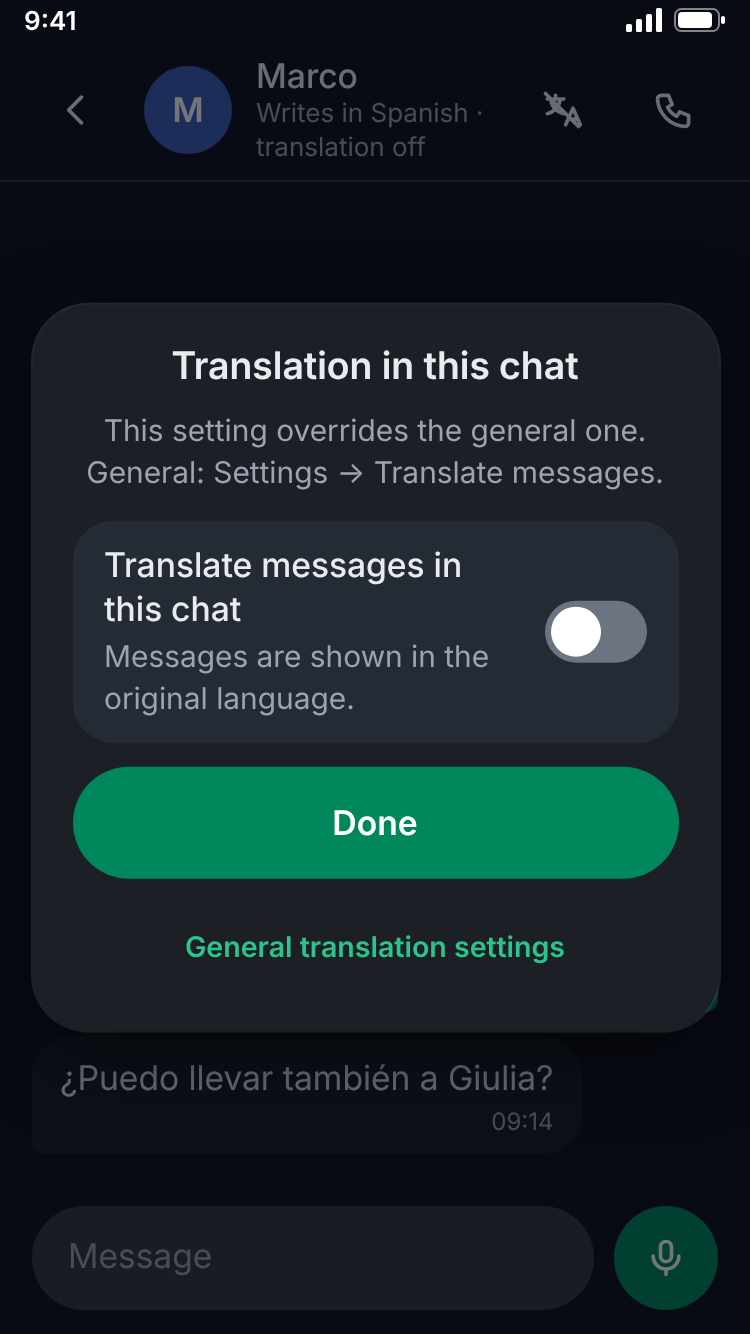 9:41
M
Marco
Writes in Spanish ·
translation off
Translation in this chat
This setting overrides the general one.
General: Settings → Translate messages.
Translate messages in
this chat
Messages are shown in the
original language.
Done
General translation settings
¿Puedo llevar también a Giulia?
09:14
Message